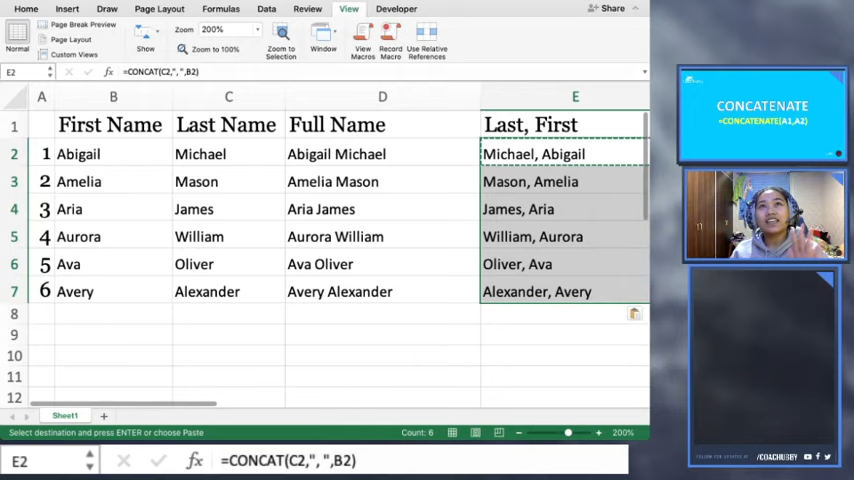 Home Insert Draw Page Layout Formulas Data Review View Developer Share
Normal
Page Break Preview
Page Layout
Custom Views
Show
Zoom 200%
Zoom to 100%
Zoom to
Selection
Window
View
Macros
Record
Macro
Use Relative
References
E2 fx =CONCAT(C2,", ",B2)
A B C D E
1 First Name Last Name Full Name Last, First
2 1 Abigail Michael Abigail Michael Michael, Abigail
3 2 Amelia Mason Amelia Mason Mason, Amelia
4 3 Aria James Aria James James, Aria
5 4 Aurora William Aurora William William, Aurora
6 5 Ava Oliver Ava Oliver Oliver, Ava
7 6 Avery Alexander Avery Alexander Alexander, Avery
8
9
10
11
12
Sheet1 +
Select destination and press ENTER or choose Paste Count: 6 200%
E2 fx =CONCAT(C2,", ",B2)
CONCATENATE
=CONCATENATE(A1,A2)
FOLLOW FOR UPDATES AT /COACHUBBY